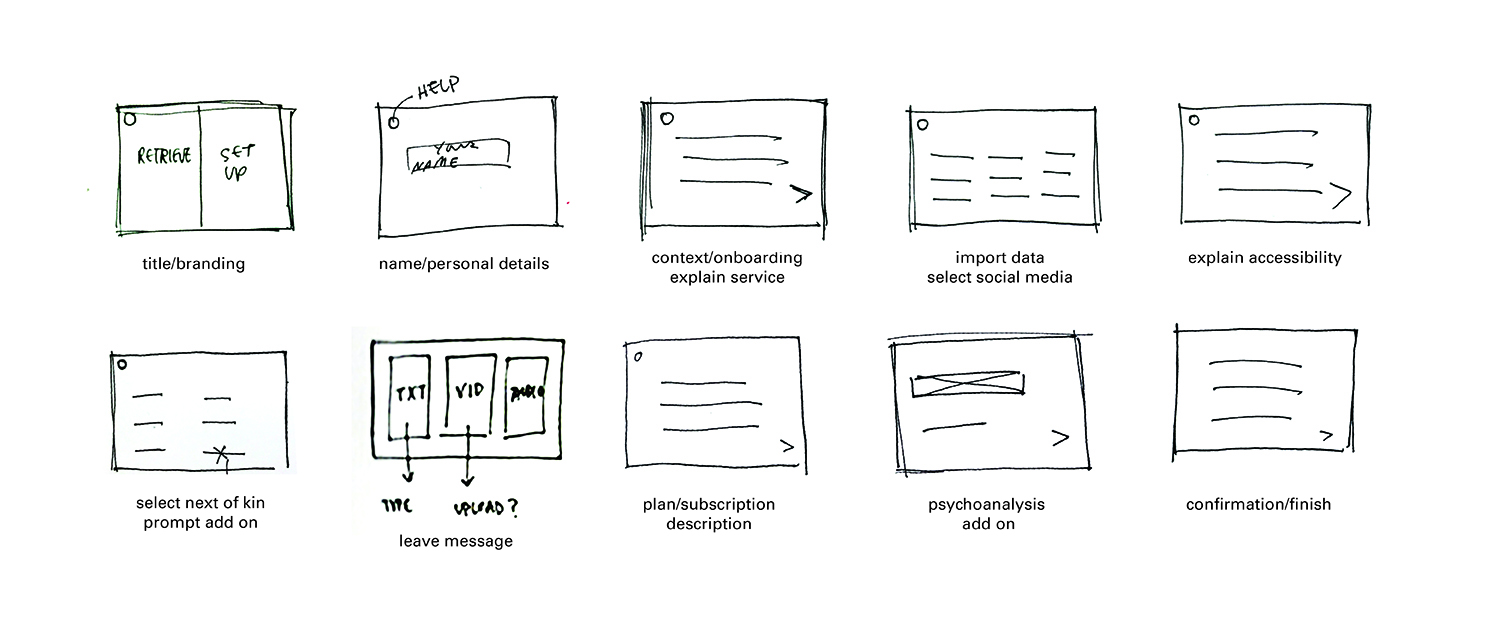 HELP
RETRIEVE
SET
UP
YOUR
NAME
title/branding
name/personal details
context/onboarding
explain service
import data
select social media
explain accessibility
TXT
VID
AUDIO
TYPE
UPLOAD?
select next of kin
prompt add on
leave message
plan/subscription
description
psychoanalysis
add on
confirmation/finish